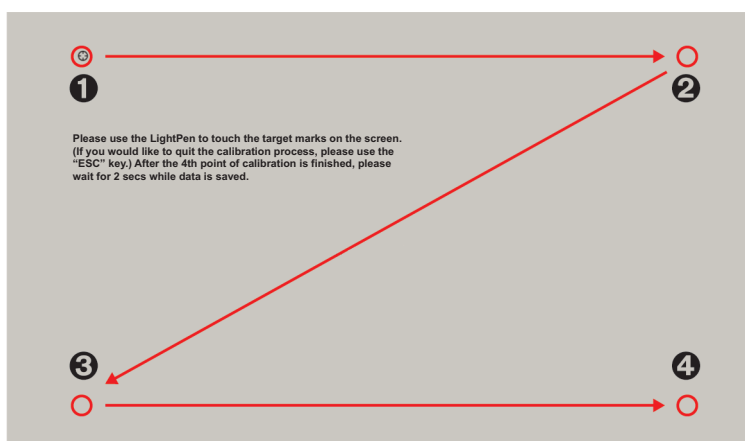 1
2
Please use the LightPen to touch the target marks on the screen.
(If you would like to quit the calibration process, please use the
“ESC” key.) After the 4th point of calibration is finished, please
wait for 2 secs while data is saved.
3
4